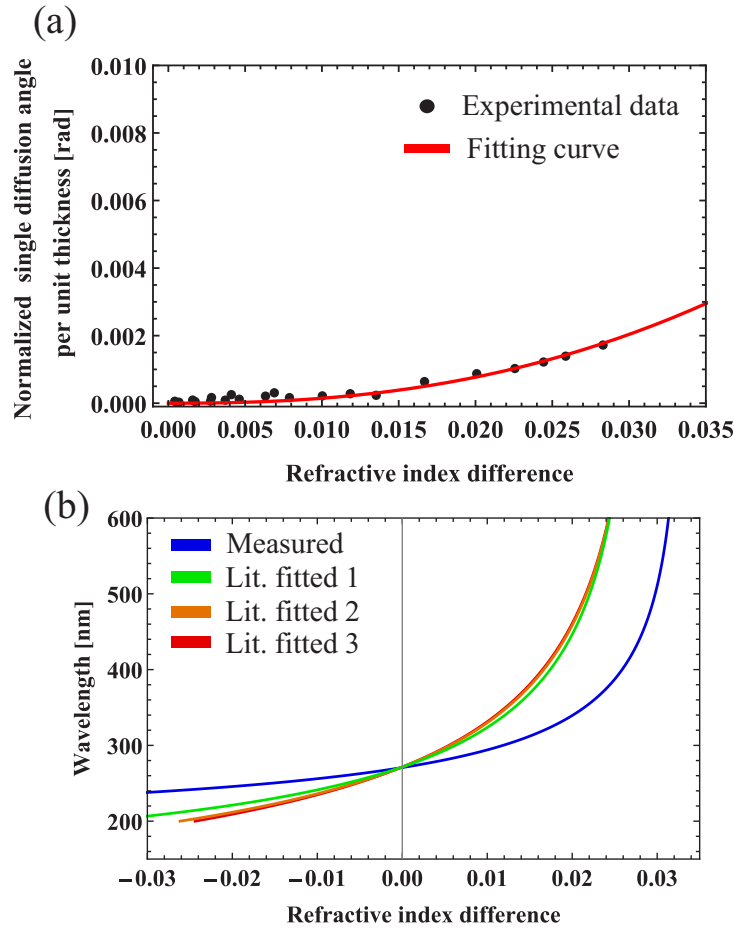 (a)
Normalized single diffusion angle
per unit thickness [rad]
0.010
0.008
0.006
0.004
0.002
0.000
Experimental data
Fitting curve
0.000 0.005 0.010 0.015 0.020 0.025 0.030 0.035
Refractive index difference
(b)
Wavelength [nm]
600
500
400
300
200
Measured
Lit. fitted 1
Lit. fitted 2
Lit. fitted 3
−0.03 −0.02 −0.01 0.00 0.01 0.02 0.03
Refractive index difference